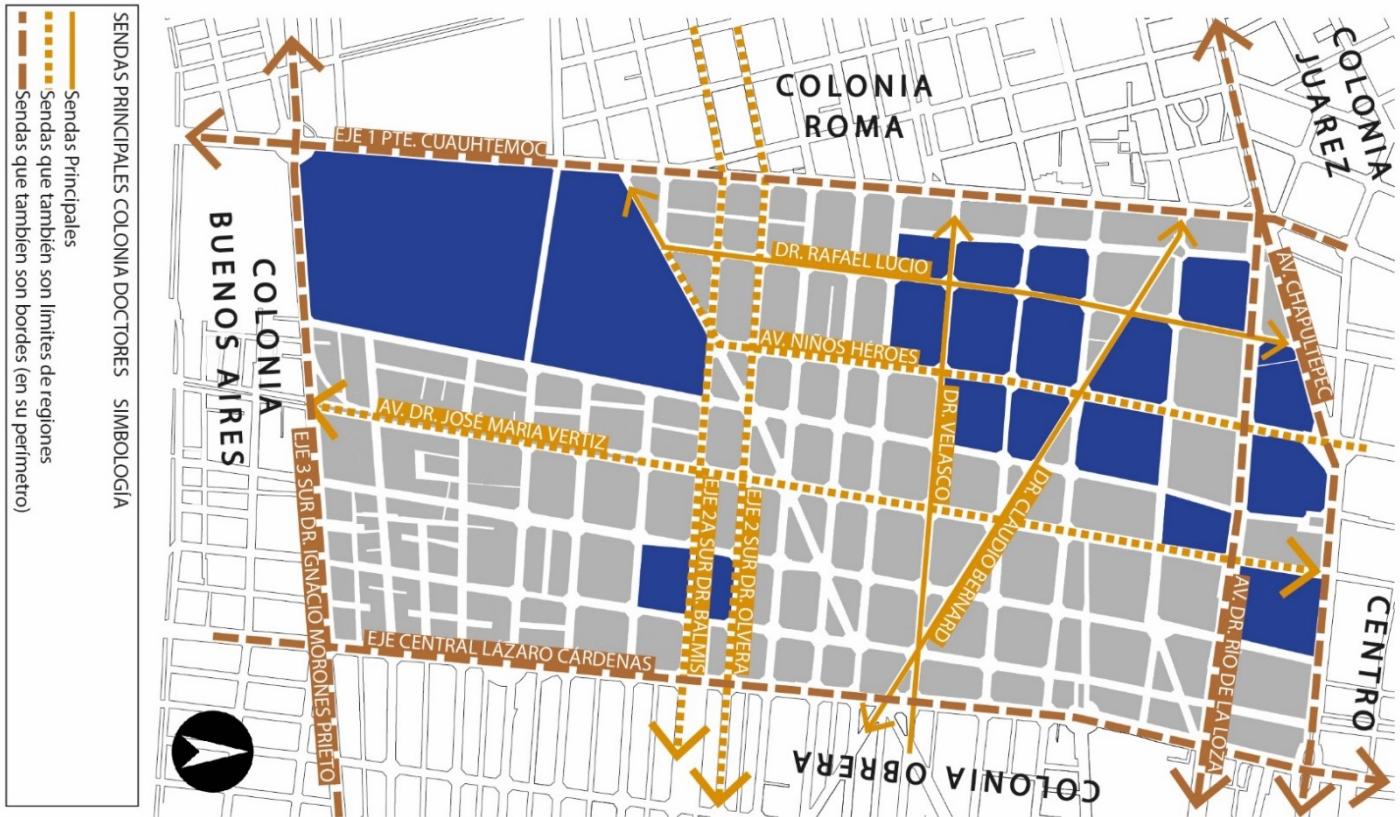 SENDAS PRINCIPALES COLONIA DOCTORES SIMBOLOGÍA
Sendas Principales
Sendas que también son límites de regiones
Sendas que también son bordes (en su perímetro)
COLONIA
ROMA
COLONIA
JUAREZ
EJE 1 PTE. CUAUHTEMOC
COLONIA
BUENOS AIRES
DR. RAFAEL LUCIO
AV. CHAPULTEPEC
AV. NIÑOS HÉROES
AV. DR. JOSÉ MARIA VERTIZ
DR. VELASCO
DR. CLAUDIO BERNARD
EJE 3 SUR DR. IGNACIO MORONES PRIETO
EJE 2A SUR DR. BALMIS
EJE 2 SUR DR. OLVERA
AV. DR. RIO DE LA LOZA
EJE CENTRAL LÁZARO CÁRDENAS
CENTRO
COLONIA OBRERA